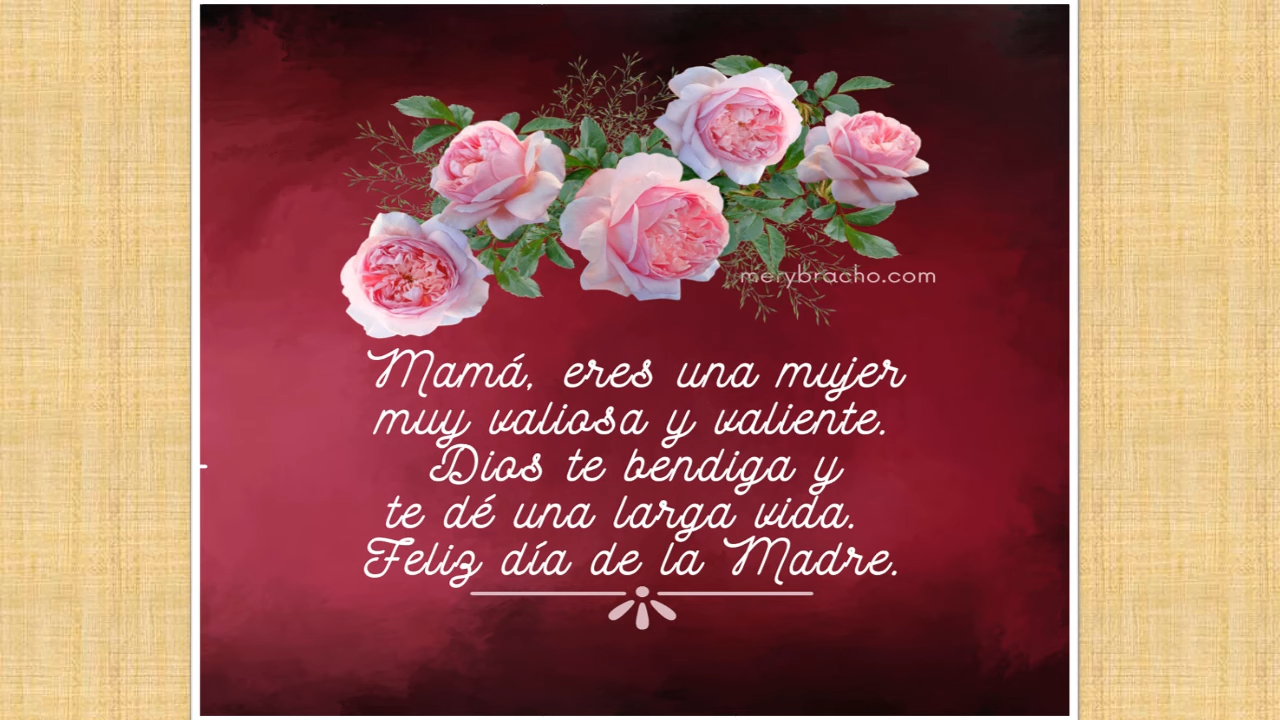 merybracho.com
Mamá, eres una mujer
muy valiosa y valiente.
Dios te bendiga y
te dé una larga vida.
Feliz día de la Madre.